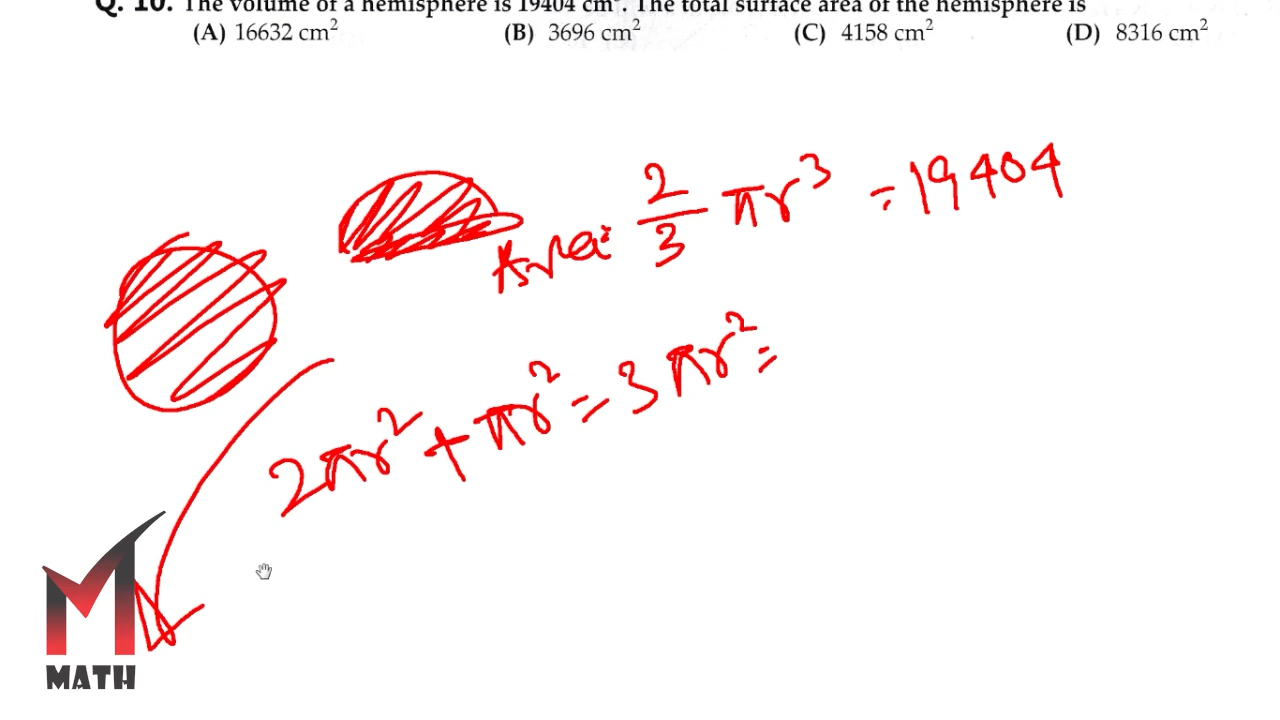 Q. 10. The volume of a hemisphere is 19404 cm³. The total surface area of the hemisphere is
(A) 16632 cm² (B) 3696 cm² (C) 4158 cm² (D) 8316 cm²
Area: 2/3 πr³ = 19404
2πr² + πr² = 3πr² =
M
MATH